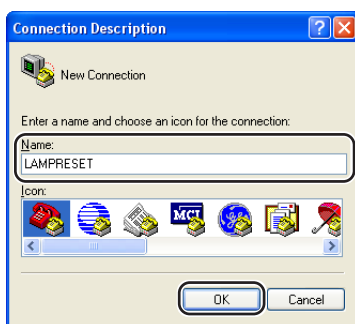 Connection Description
New Connection
Enter a name and choose an icon for the connection:
Name:
LAMPRESET
Icon:
MCI
OK Cancel